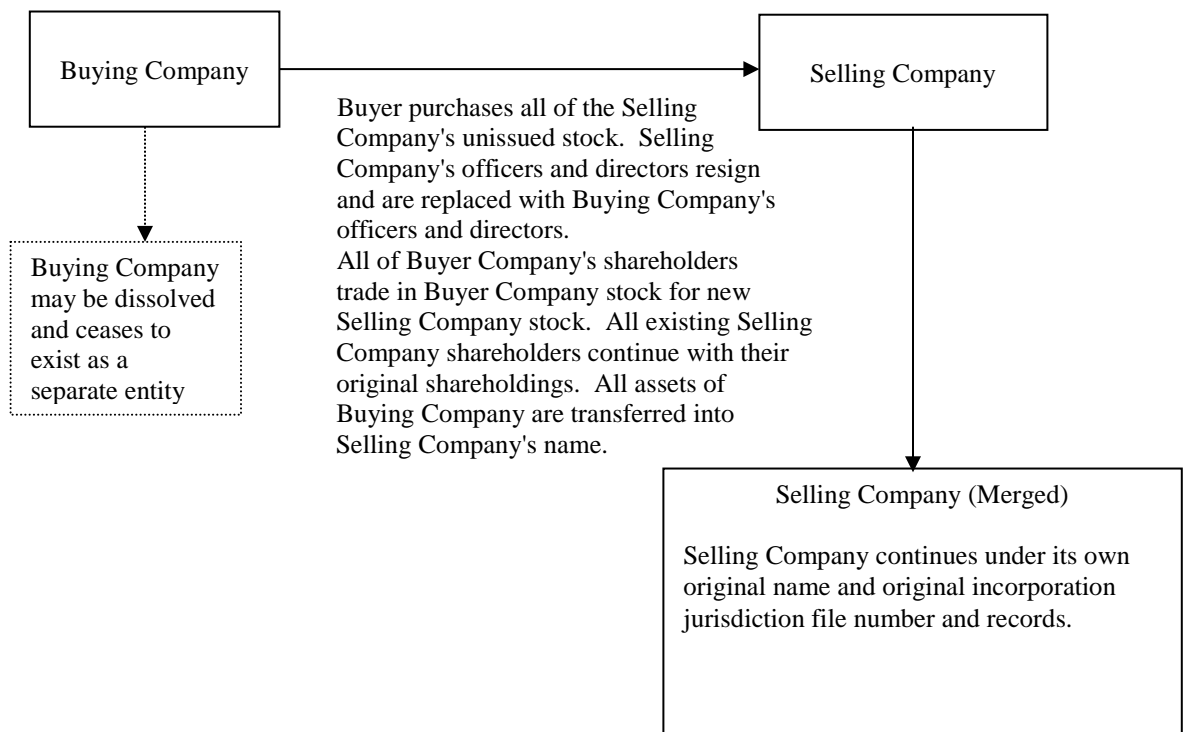 Buying Company
Selling Company
Buyer purchases all of the Selling
Company's unissued stock.  Selling
Company's officers and directors resign
and are replaced with Buying Company's
officers and directors.
All of Buyer Company's shareholders
trade in Buyer Company stock for new
Selling Company stock.  All existing Selling
Company shareholders continue with their
original shareholdings.  All assets of
Buying Company are transferred into
Selling Company's name.
Buying Company
may be dissolved
and ceases to
exist as a
separate entity
Selling Company (Merged)
Selling Company continues under its own
original name and original incorporation
jurisdiction file number and records.